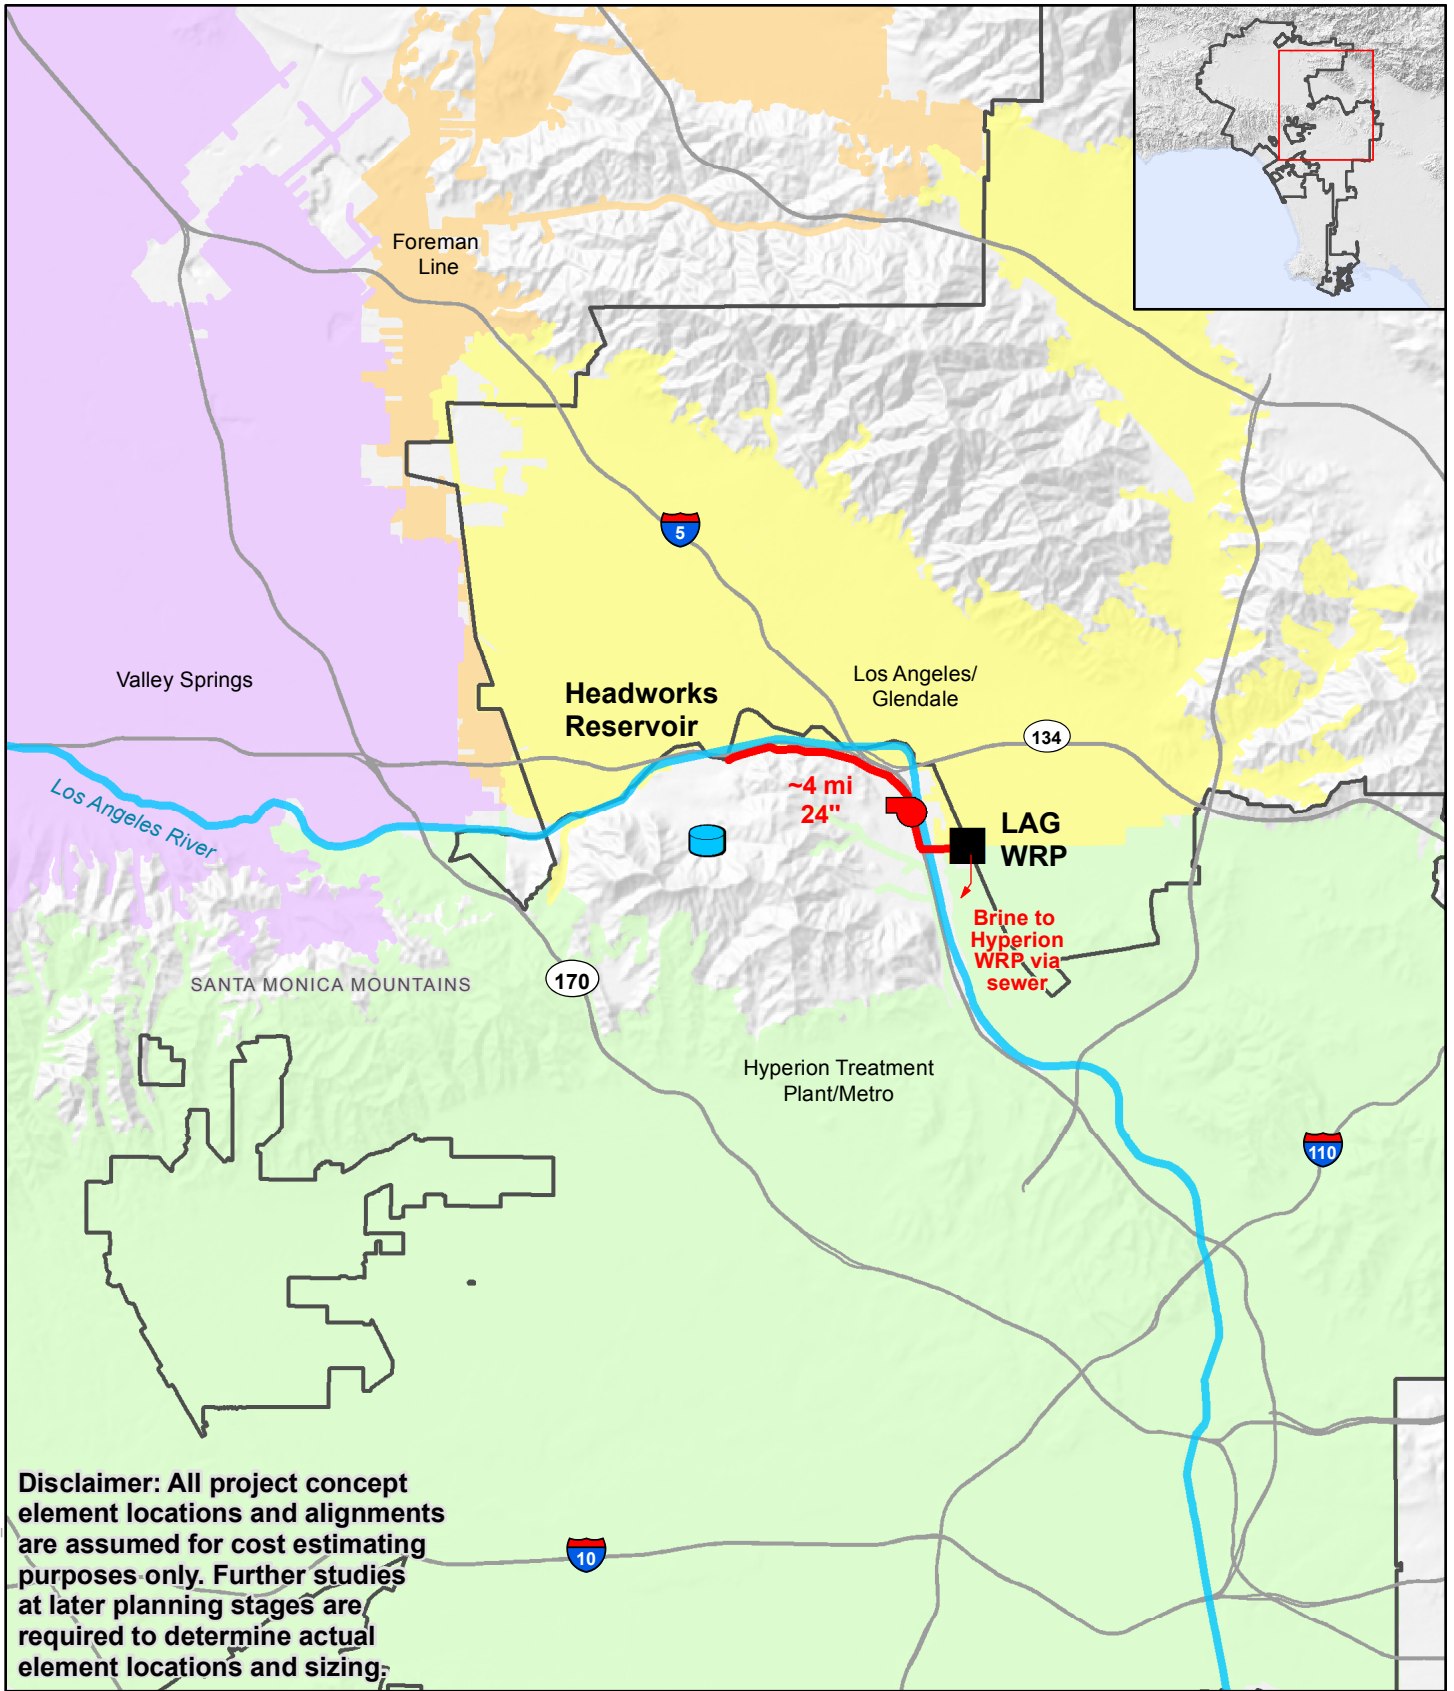 Foreman
Line
5
Valley Springs
Headworks
Reservoir
Los Angeles/
Glendale
134
Los Angeles River
~4 mi
24"
LAG
WRP
Brine to
Hyperion
WRP via
sewer
SANTA MONICA MOUNTAINS
170
Hyperion Treatment
Plant/Metro
110
10
Disclaimer: All project concept
element locations and alignments
are assumed for cost estimating
purposes only. Further studies
at later planning stages are
required to determine actual
element locations and sizing.